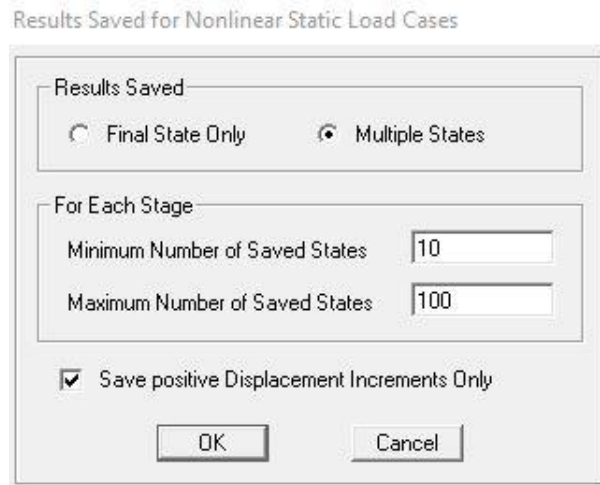 Results Saved for Nonlinear Static Load Cases
Results Saved
Final State Only Multiple States
For Each Stage
Minimum Number of Saved States 10
Maximum Number of Saved States 100
Save positive Displacement Increments Only
OK Cancel